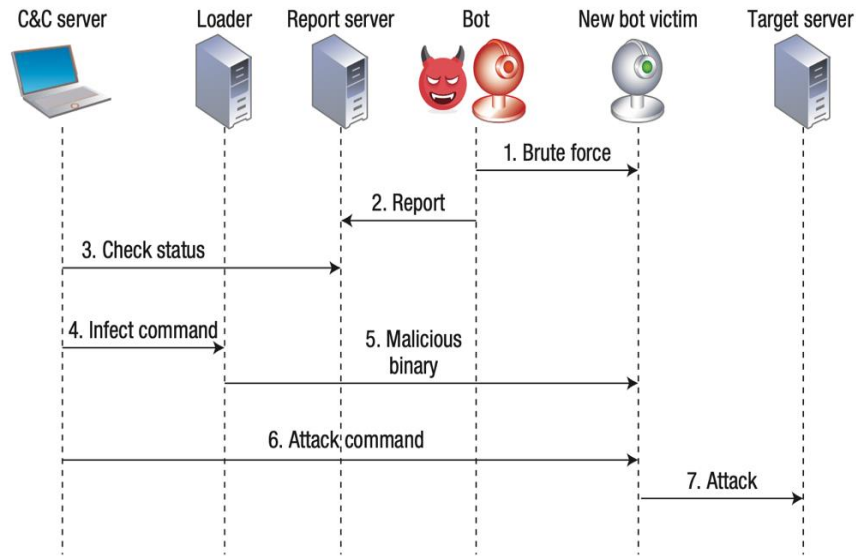 C&C server
Loader
Report server
Bot
New bot victim
Target server
1. Brute force
2. Report
3. Check status
4. Infect command
5. Malicious
binary
6. Attack command
7. Attack